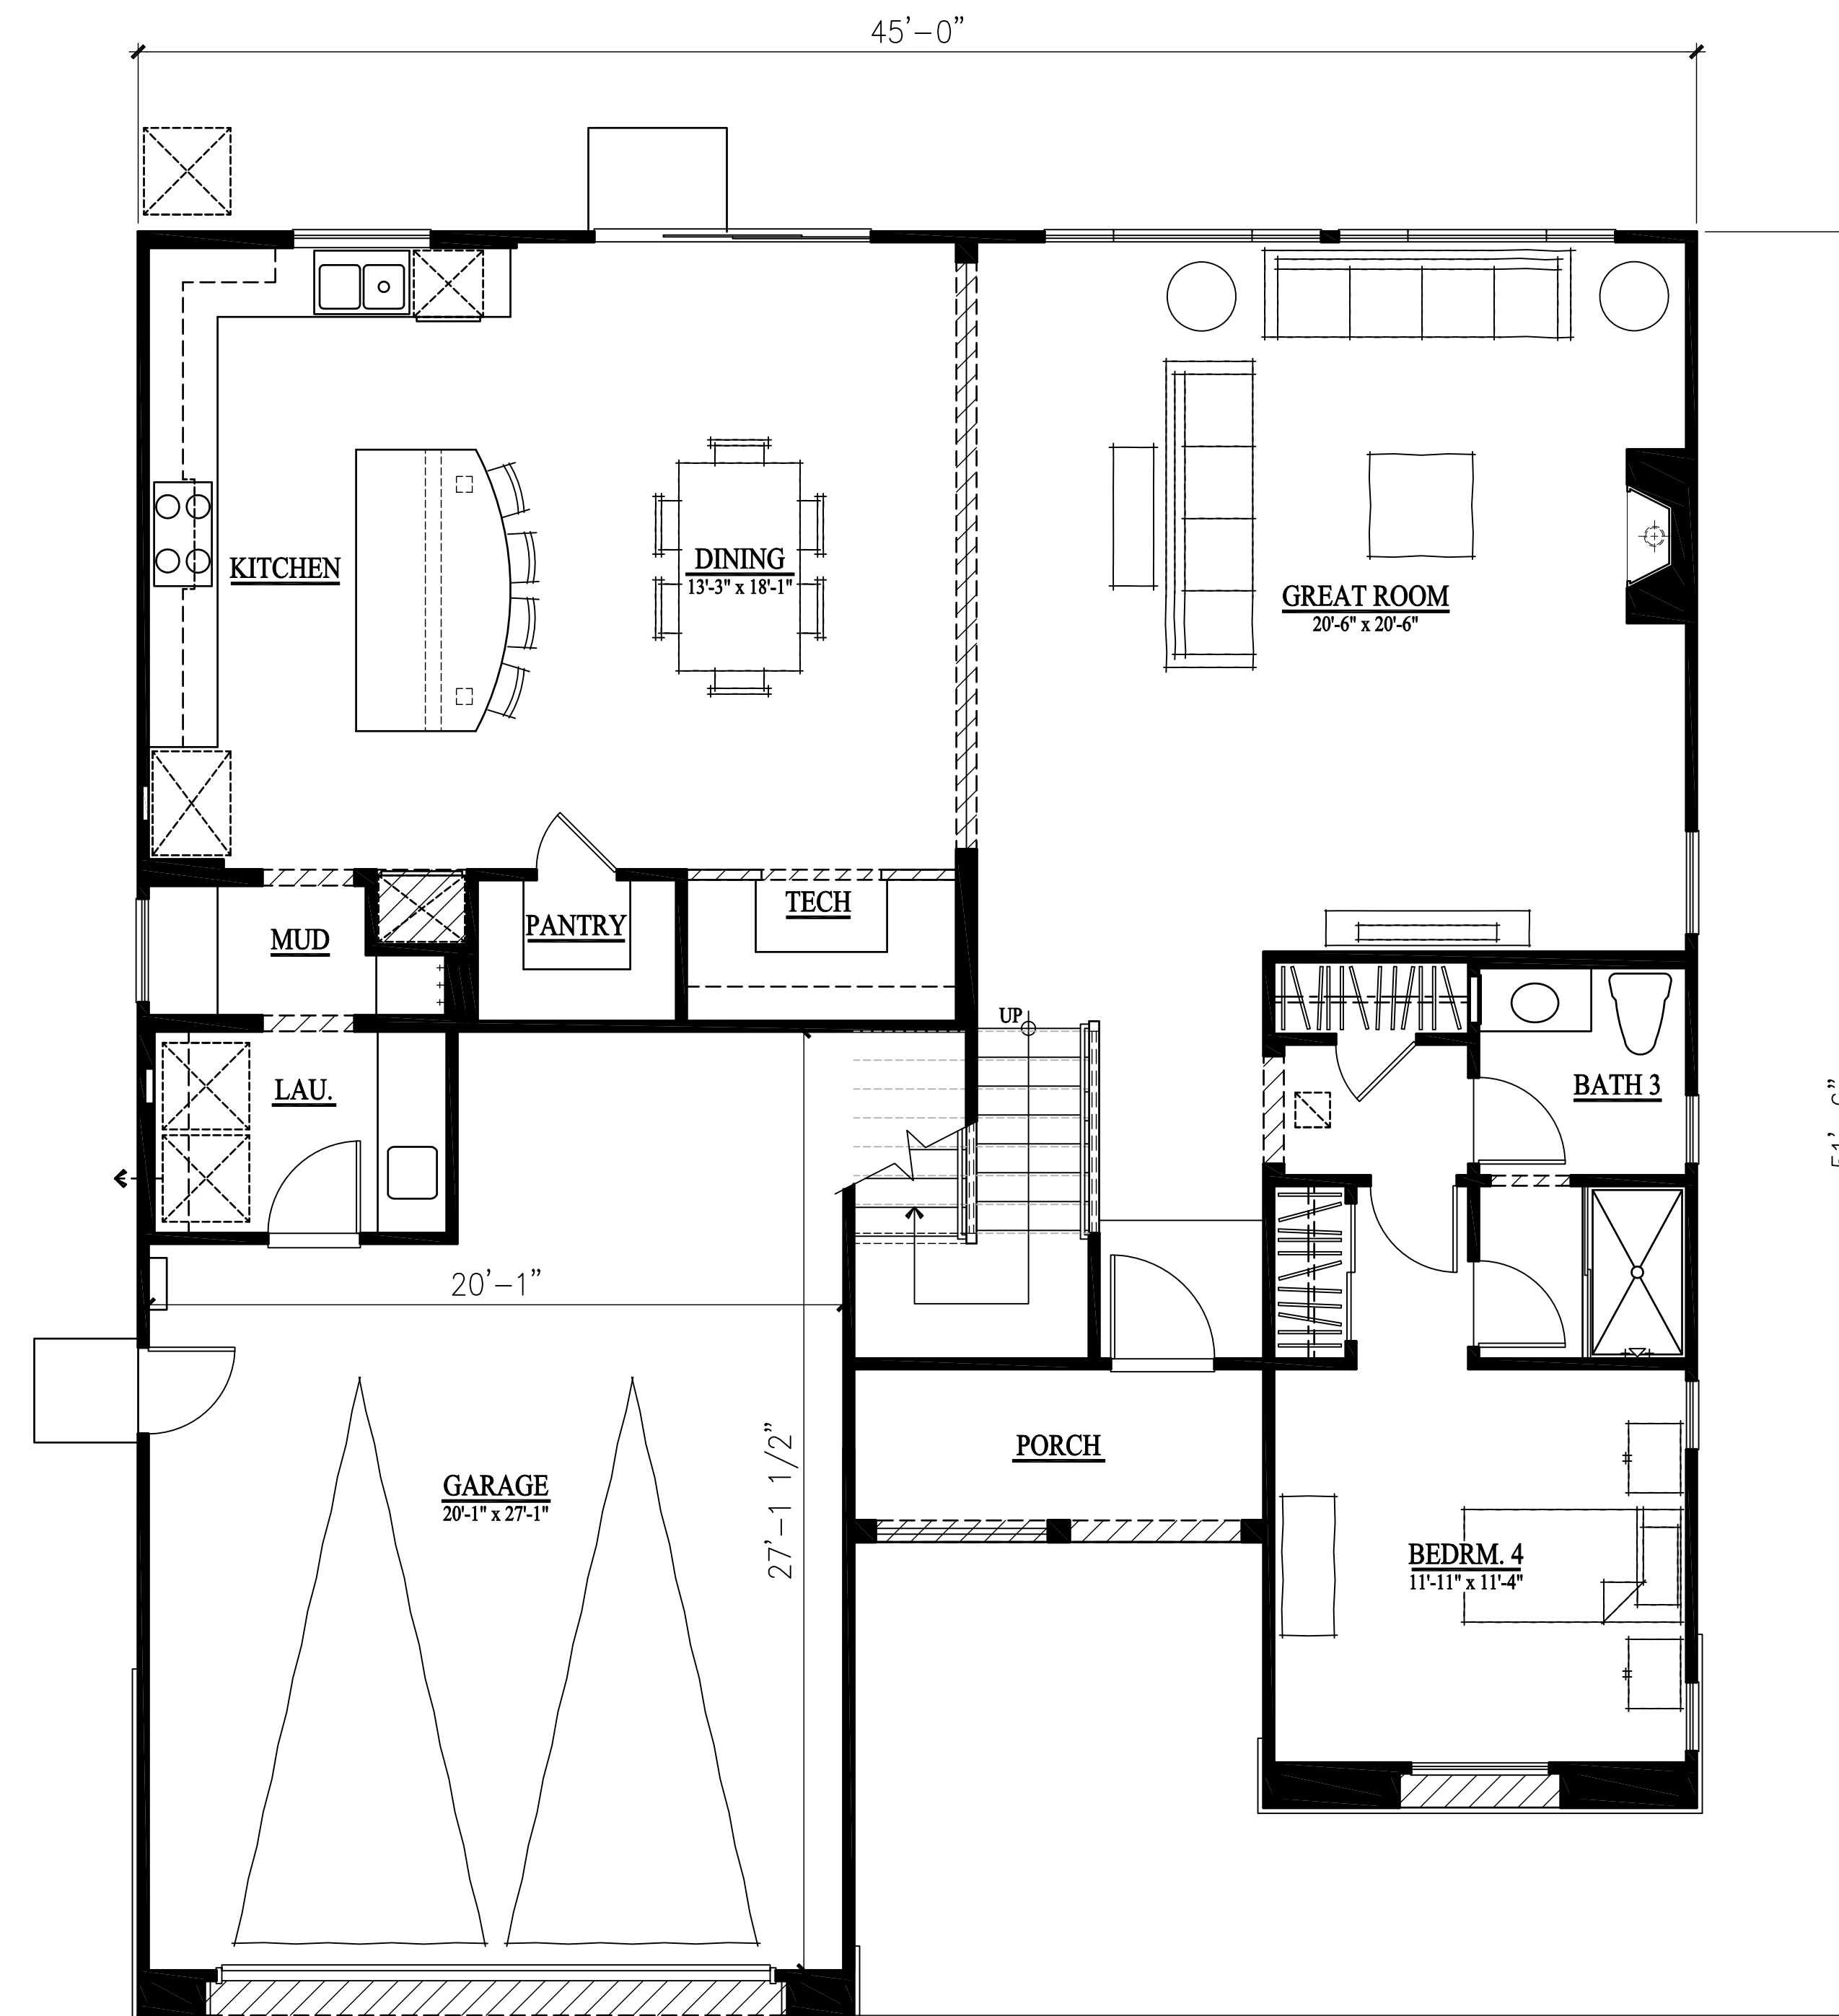 45'-0"
KITCHEN
DINING
13'-3" x 18'-1"
GREAT ROOM
20'-6" x 20'-6"
MUD
PANTRY
TECH
UP
LAU.
BATH 3
20'-1"
27'-1 1/2"
GARAGE
20'-1" x 27'-1"
PORCH
BEDRM. 4
11'-11" x 11'-4"